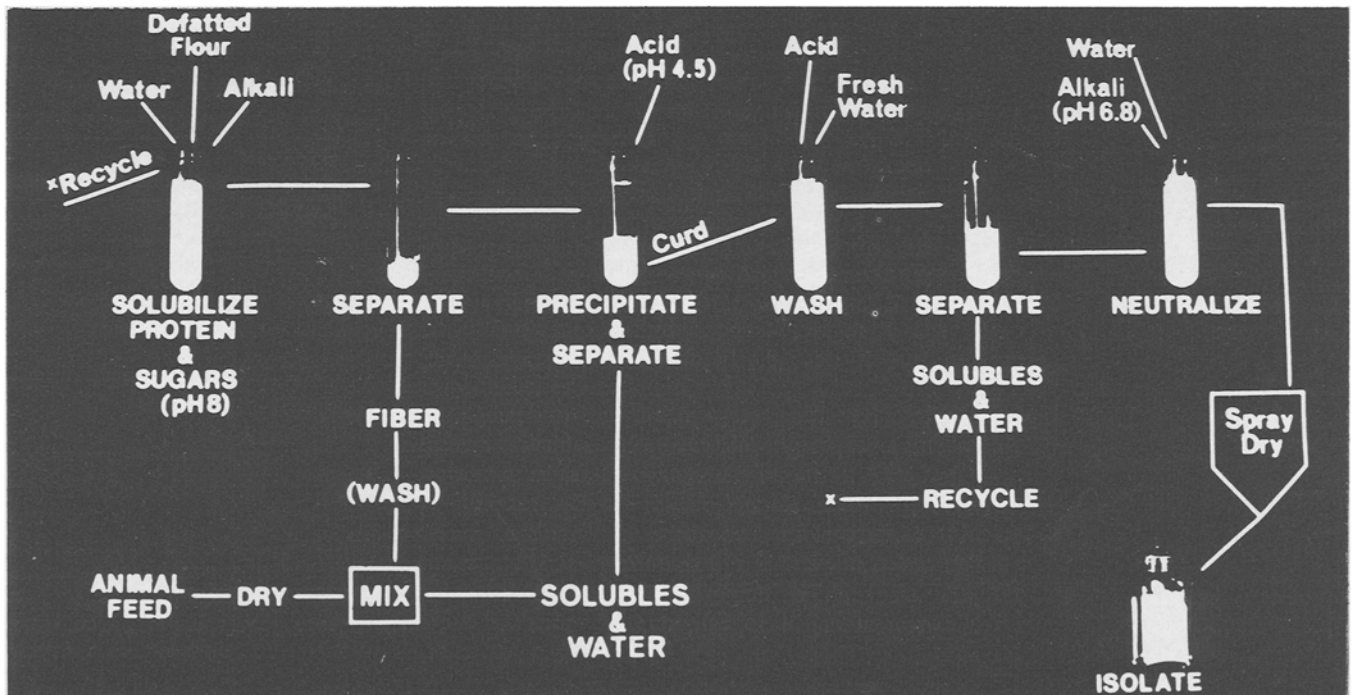 Defatted
Flour
Water
Alkali
Acid
(pH 4.5)
Acid
Fresh
Water
Water
Alkali
(pH 6.8)
xRecycle
Curd
SOLUBILIZE
PROTEIN
&
SUGARS
(pH 8)
SEPARATE
PRECIPITATE
&
SEPARATE
WASH
SEPARATE
NEUTRALIZE
FIBER
(WASH)
SOLUBLES
&
WATER
x
RECYCLE
Spray
Dry
ANIMAL
FEED
DRY
MIX
SOLUBLES
&
WATER
ISOLATE